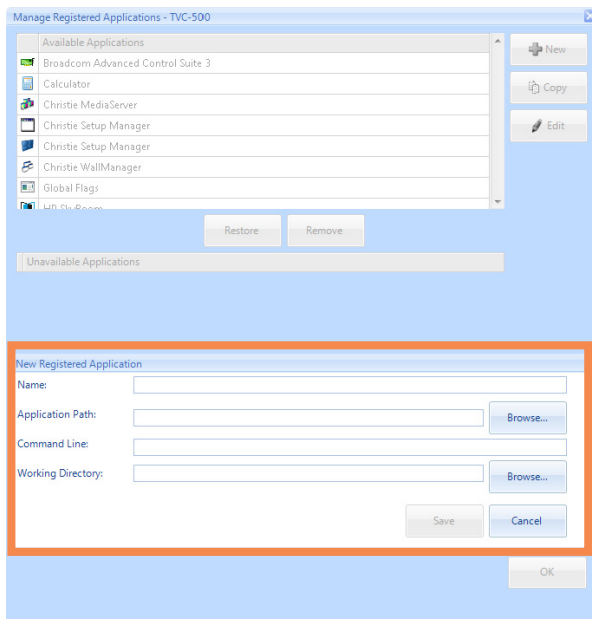 Manage Registered Applications - TVC-500
Available Applications
New
Broadcom Advanced Control Suite 3
Calculator
Copy
Christie MediaServer
Christie Setup Manager
Edit
Christie Setup Manager
Christie WallManager
Global Flags
HP SkyRoom
Restore Remove
Unavailable Applications
New Registered Application
Name:
Application Path:
Browse...
Command Line:
Working Directory:
Browse...
Save Cancel
OK